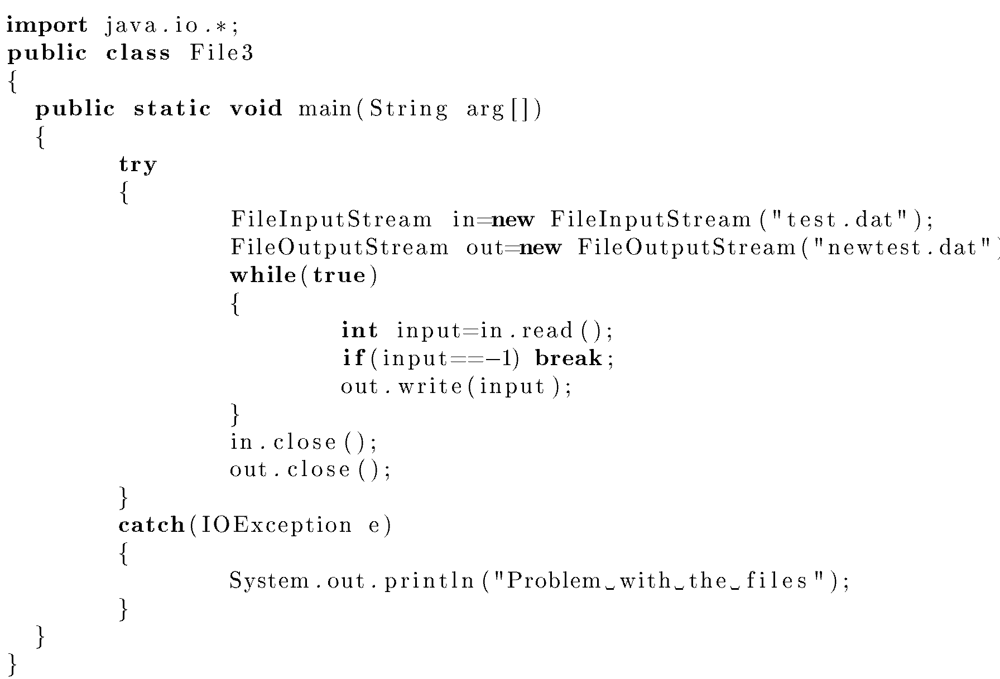 import java.io.*;
public class File3
{
  public static void main(String arg[])
  {
        try
        {
                FileInputStream in=new FileInputStream("test.dat");
                FileOutputStream out=new FileOutputStream("newtest.dat")
                while(true)
                {
                        int input=in.read();
                        if(input==-1) break;
                        out.write(input);
                }
                in.close();
                out.close();
        }
        catch(IOException e)
        {
                System.out.println("Problem␣with␣the␣files");
        }
  }
}